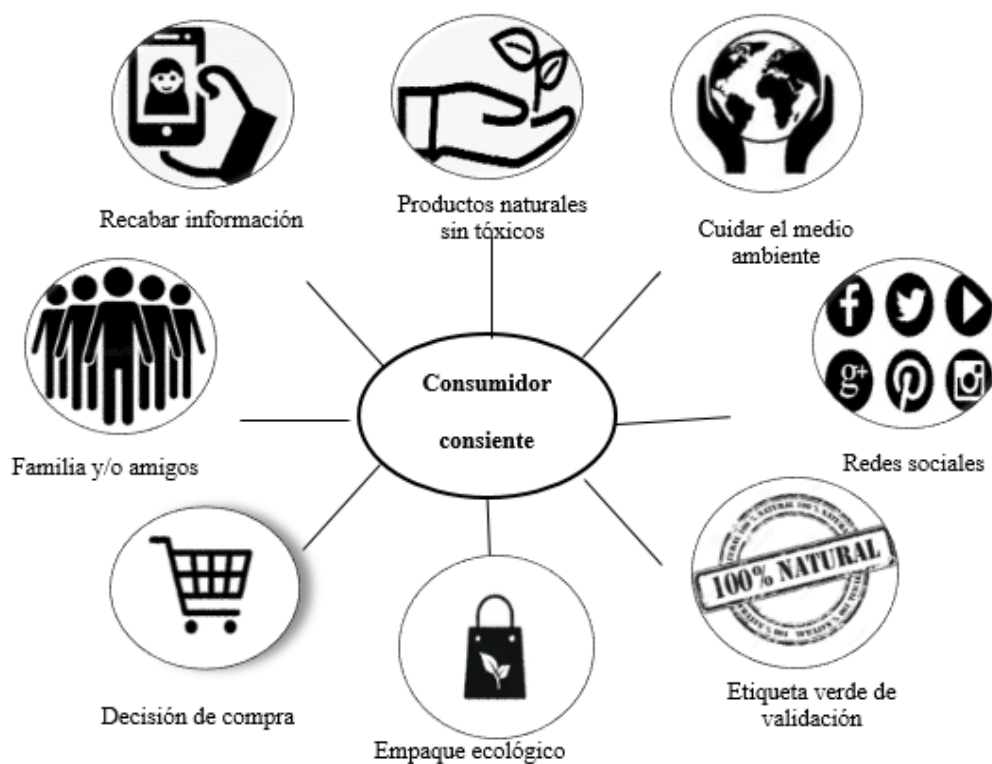 Recabar información
Productos naturales
sin tóxicos
Cuidar el medio
ambiente
Familia y/o amigos
Consumidor
consiente
f
g+
Redes sociales
100% NATURAL
Decisión de compra
Empaque ecológico
Etiqueta verde de
validación